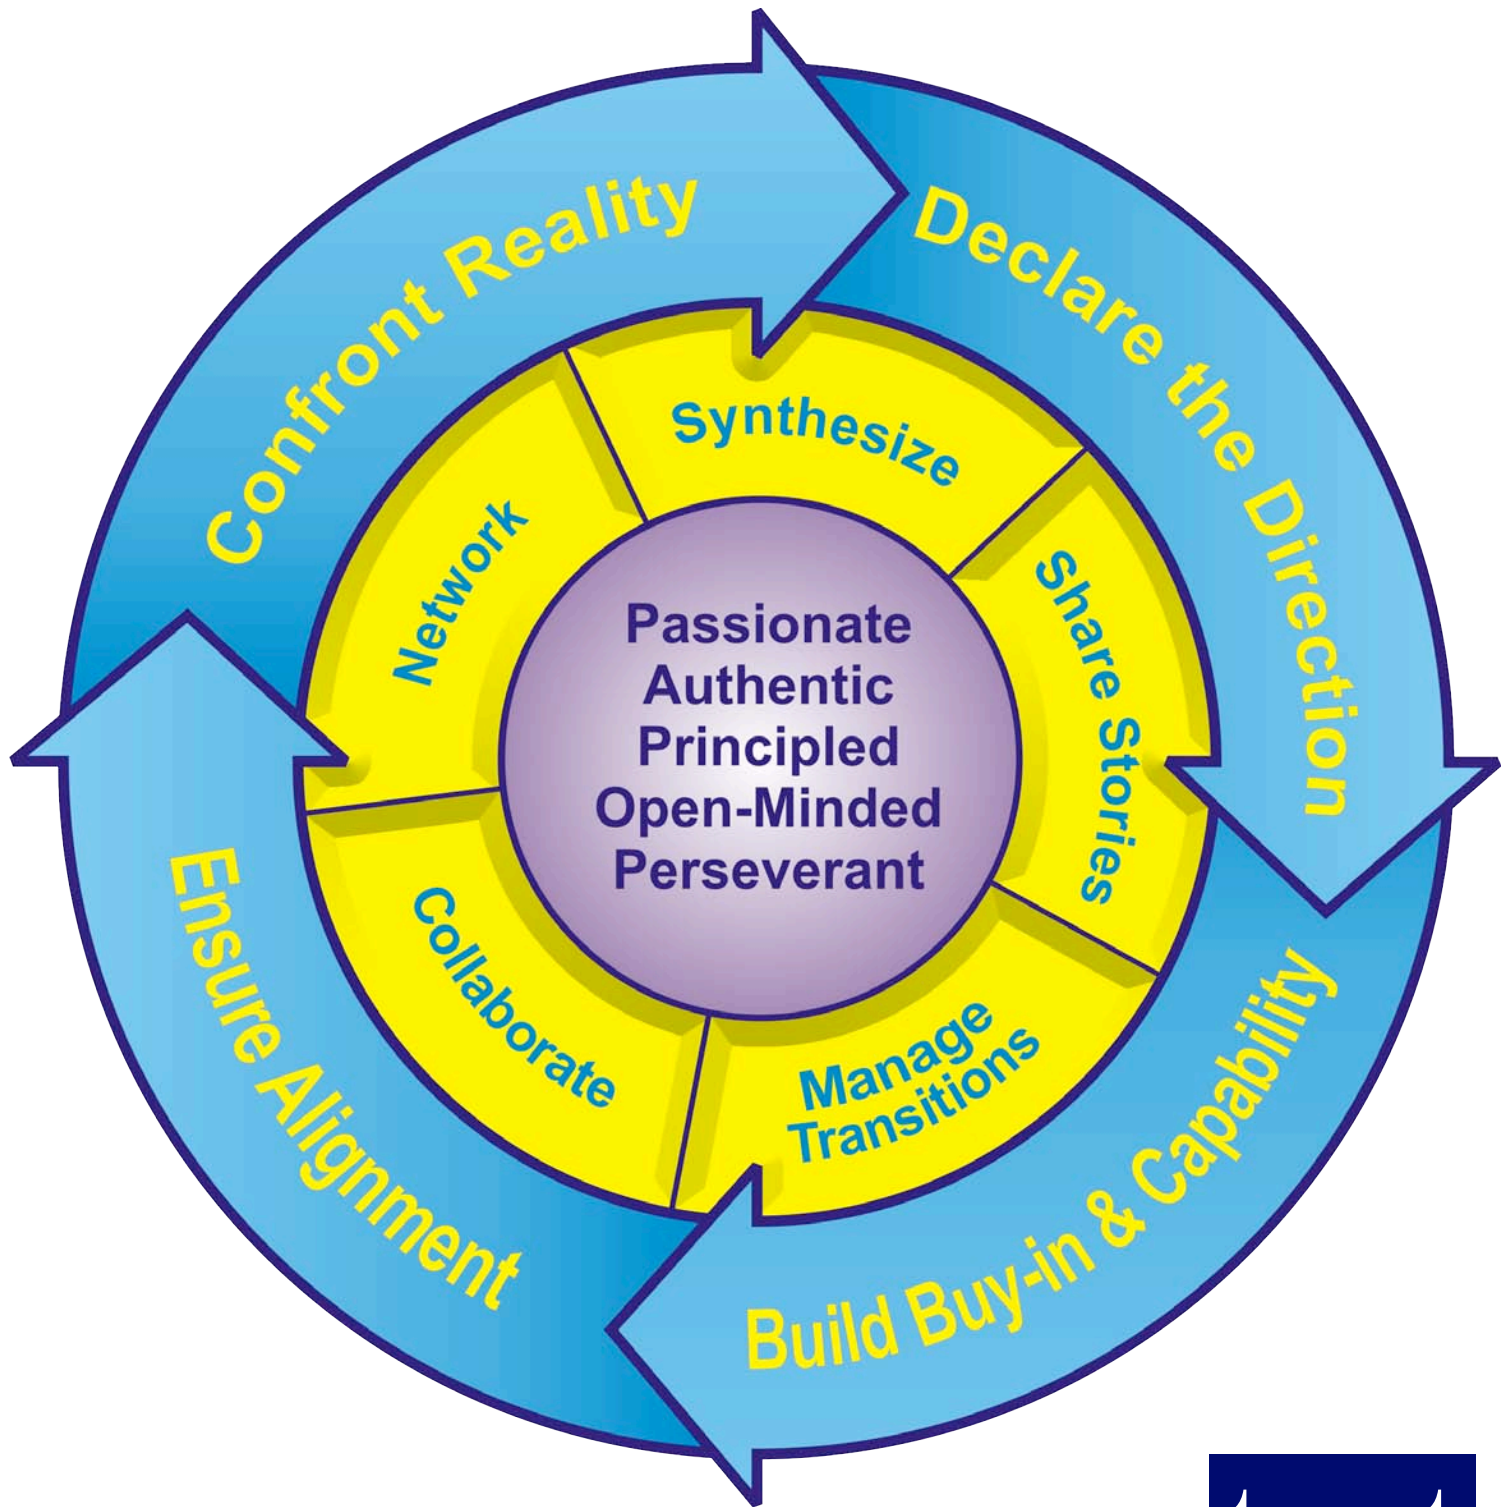 Confront Reality
Declare the Direction
Build Buy-in & Capability
Ensure Alignment
Synthesize
Share Stories
Manage
Transitions
Collaborate
Network
Passionate
Authentic
Principled
Open-Minded
Perseverant